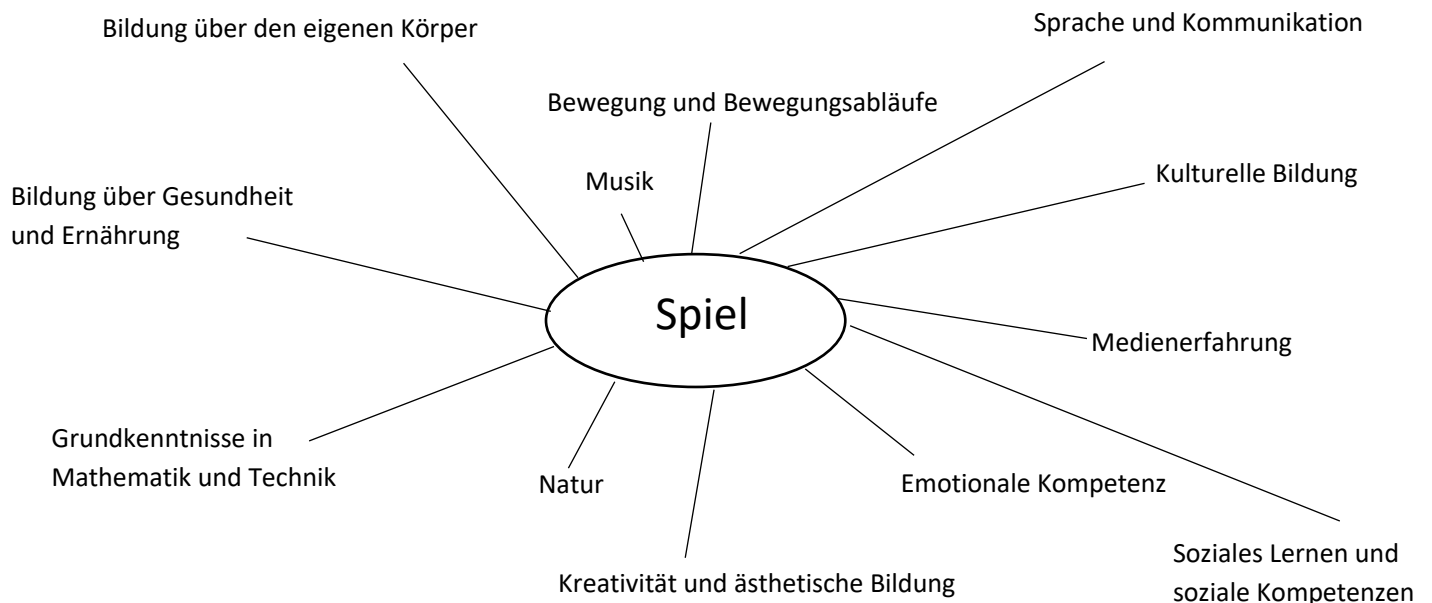 Bildung über den eigenen Körper
Sprache und Kommunikation
Bewegung und Bewegungsabläufe
Musik
Kulturelle Bildung
Bildung über Gesundheit
und Ernährung
Spiel
Medienerfahrung
Grundkenntnisse in
Mathematik und Technik
Natur
Emotionale Kompetenz
Kreativität und ästhetische Bildung
Soziales Lernen und
soziale Kompetenzen